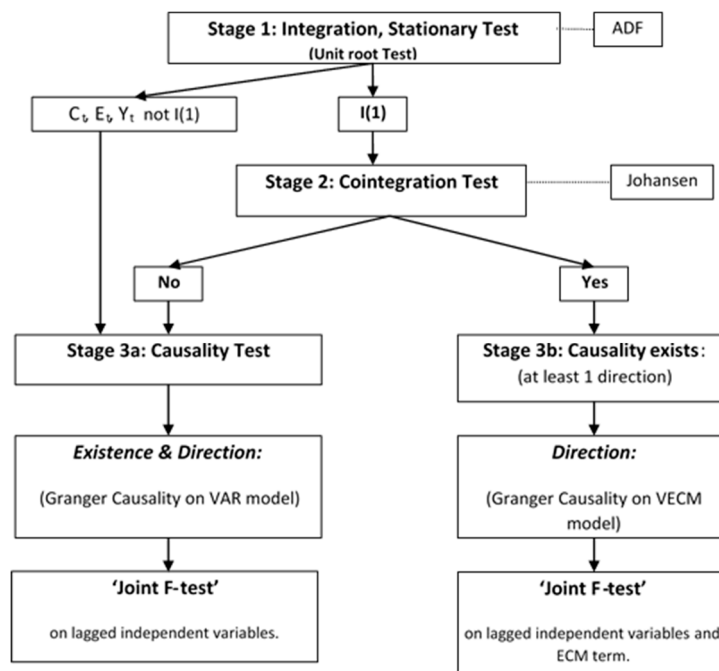 Stage 1: Integration, Stationary Test
(Unit root Test)
ADF
Cₜ, Eₜ, Yₜ not I(1)
I(1)
Stage 2: Cointegration Test
Johansen
No
Yes
Stage 3a: Causality Test
Stage 3b: Causality exists:
(at least 1 direction)
Existence & Direction:
(Granger Causality on VAR model)
Direction:
(Granger Causality on VECM
model)
‘Joint F-test’
on lagged independent variables.
‘Joint F-test’
on lagged independent variables and
ECM term.